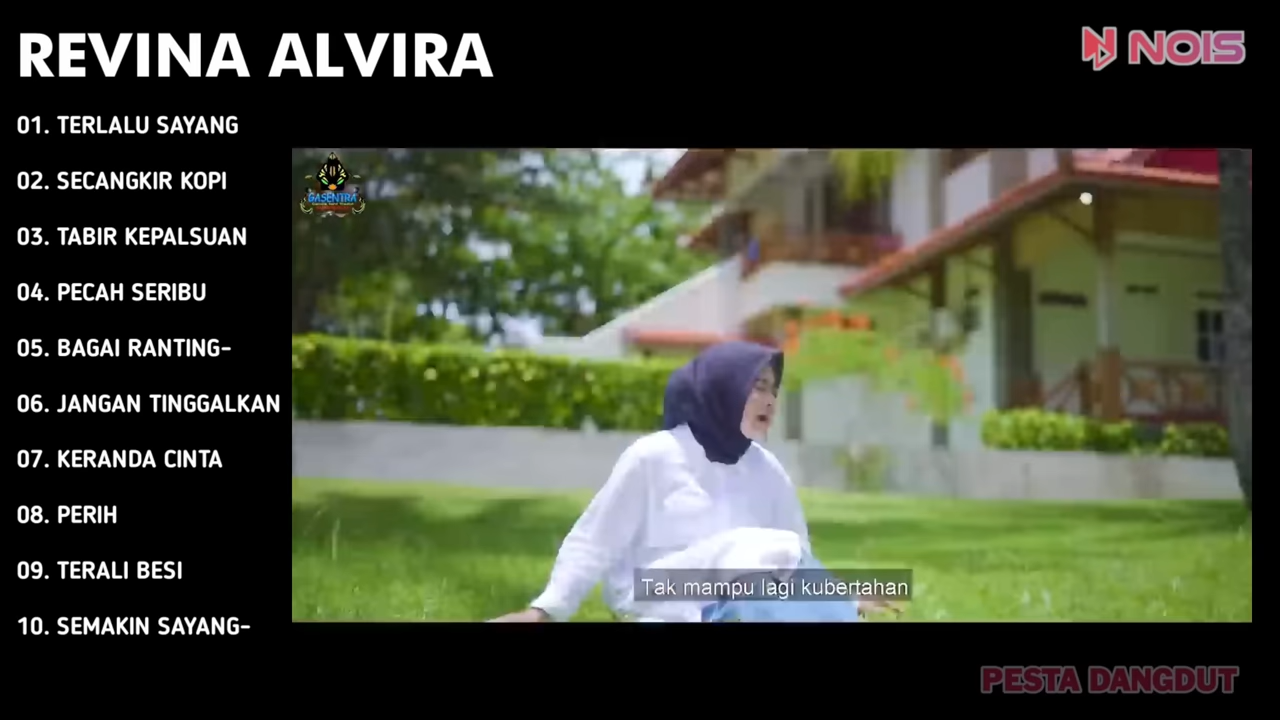 REVINA ALVIRA
NOIS
01. TERLALU SAYANG
02. SECANGKIR KOPI
03. TABIR KEPALSUAN
04. PECAH SERIBU
05. BAGAI RANTING-
06. JANGAN TINGGALKAN
07. KERANDA CINTA
08. PERIH
09. TERALI BESI
10. SEMAKIN SAYANG-
GASENTRA
Tak mampu lagi kubertahan
PESTA DANGDUT